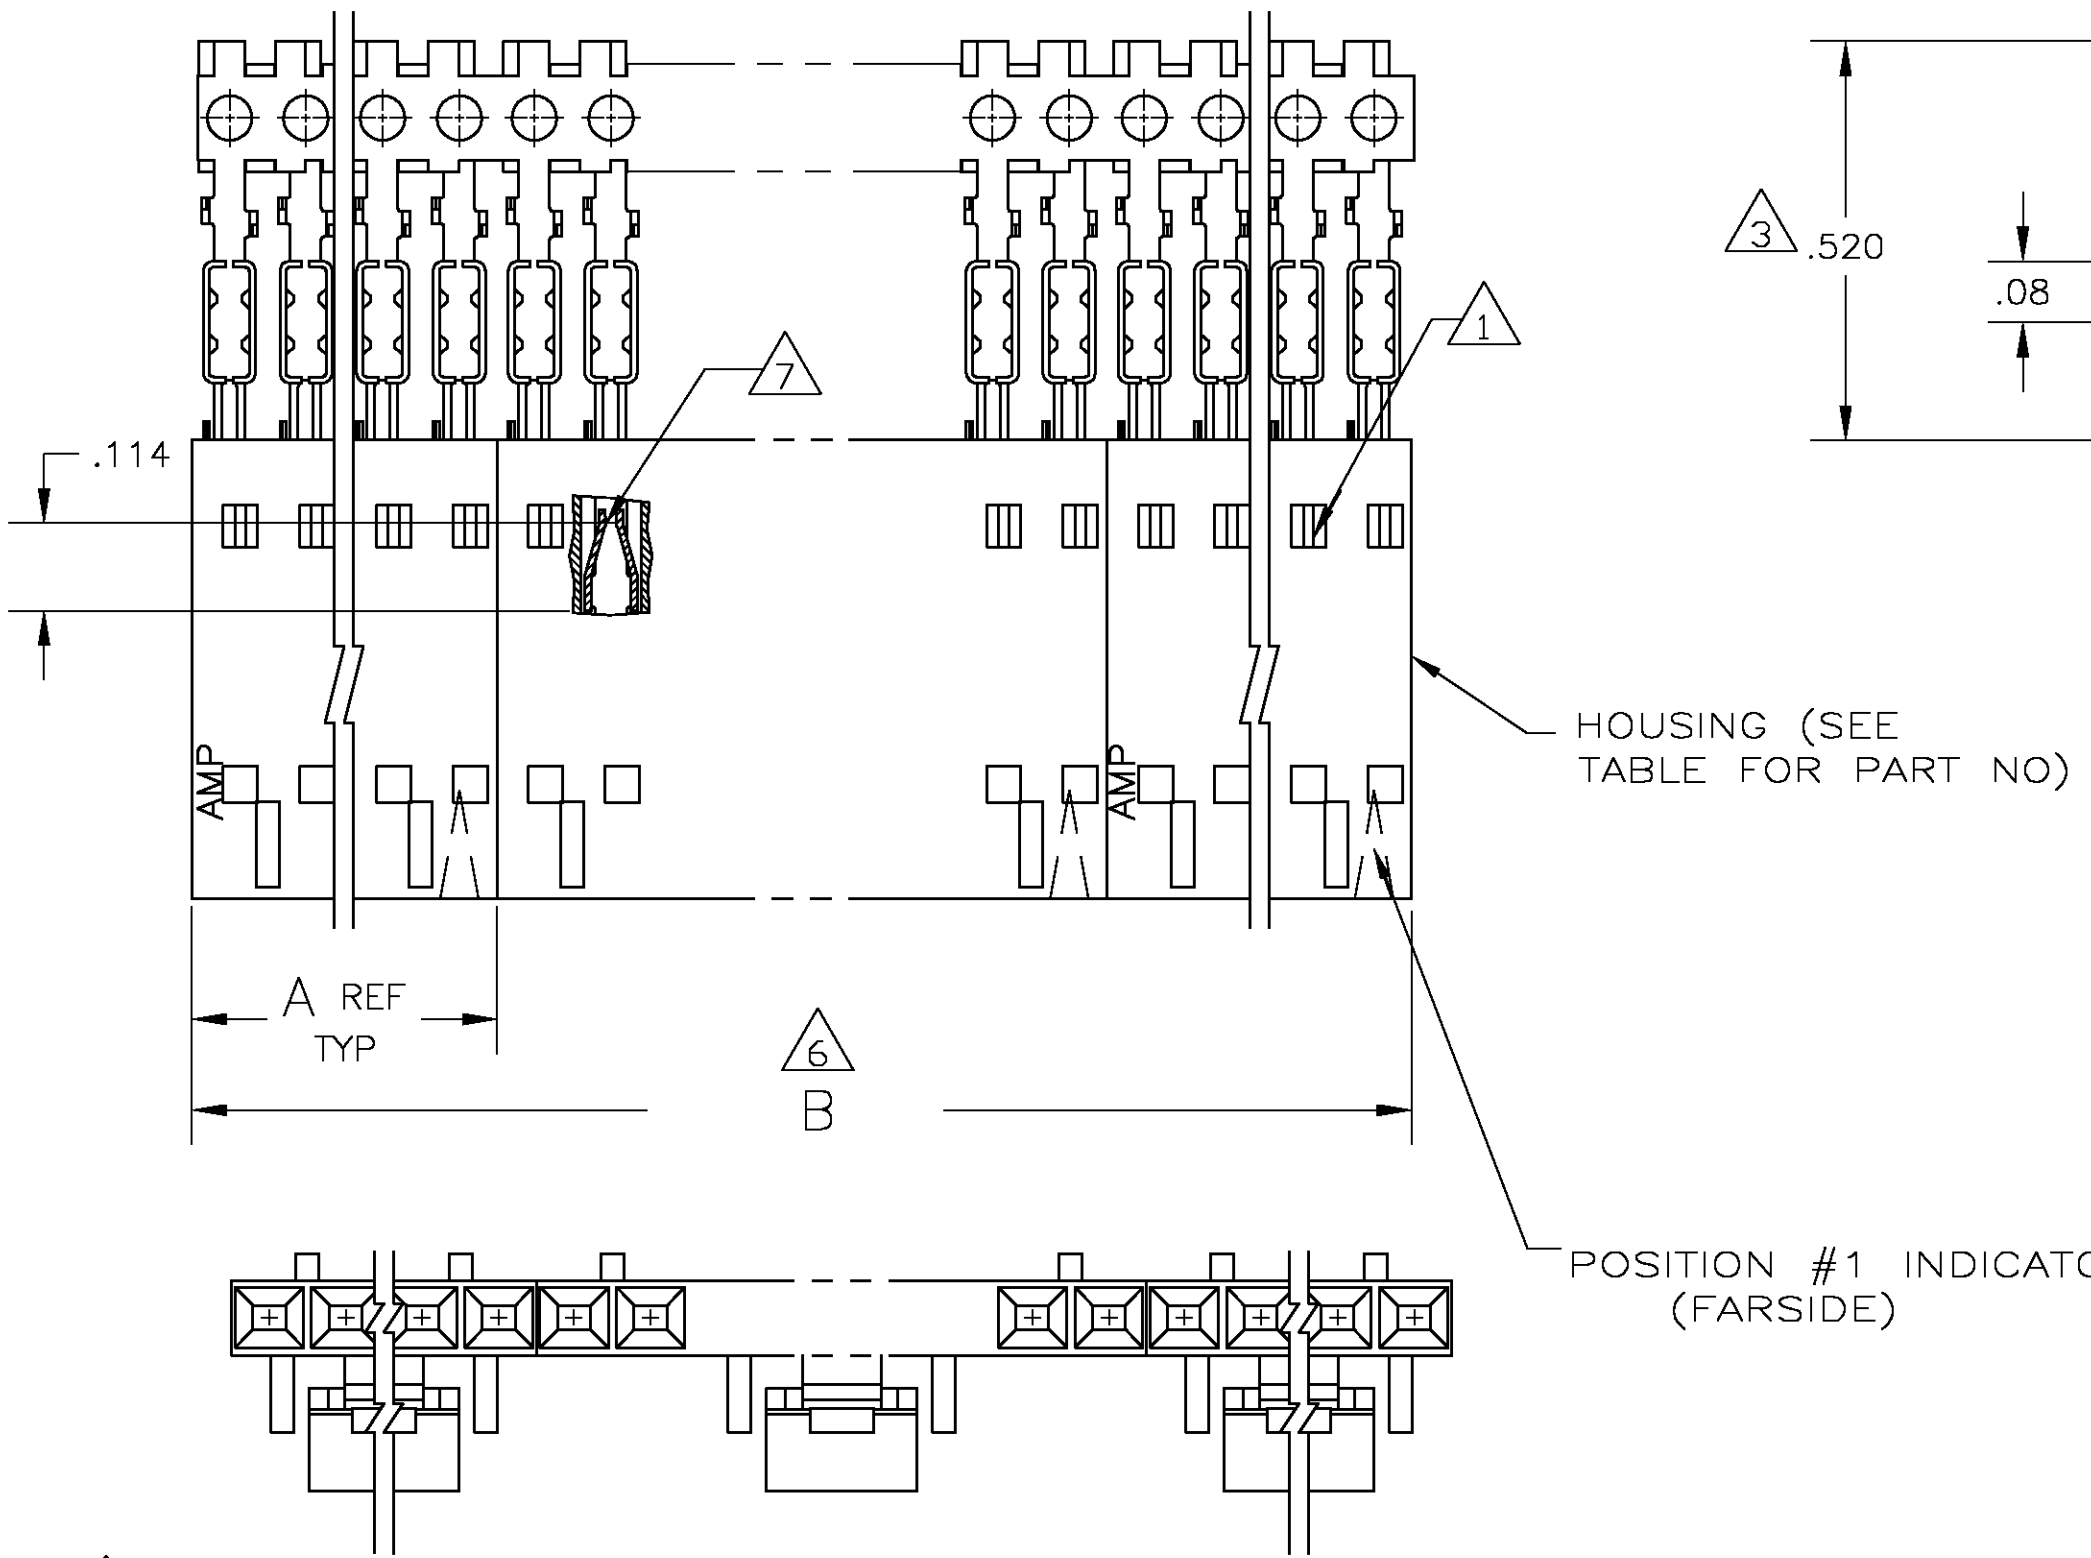 3
.520
.08
1
7
.114
HOUSING (SEE
TABLE FOR PART NO)
AMP
AMP
A REF
TYP
6
B
POSITION #1 INDICATO
(FARSIDE)